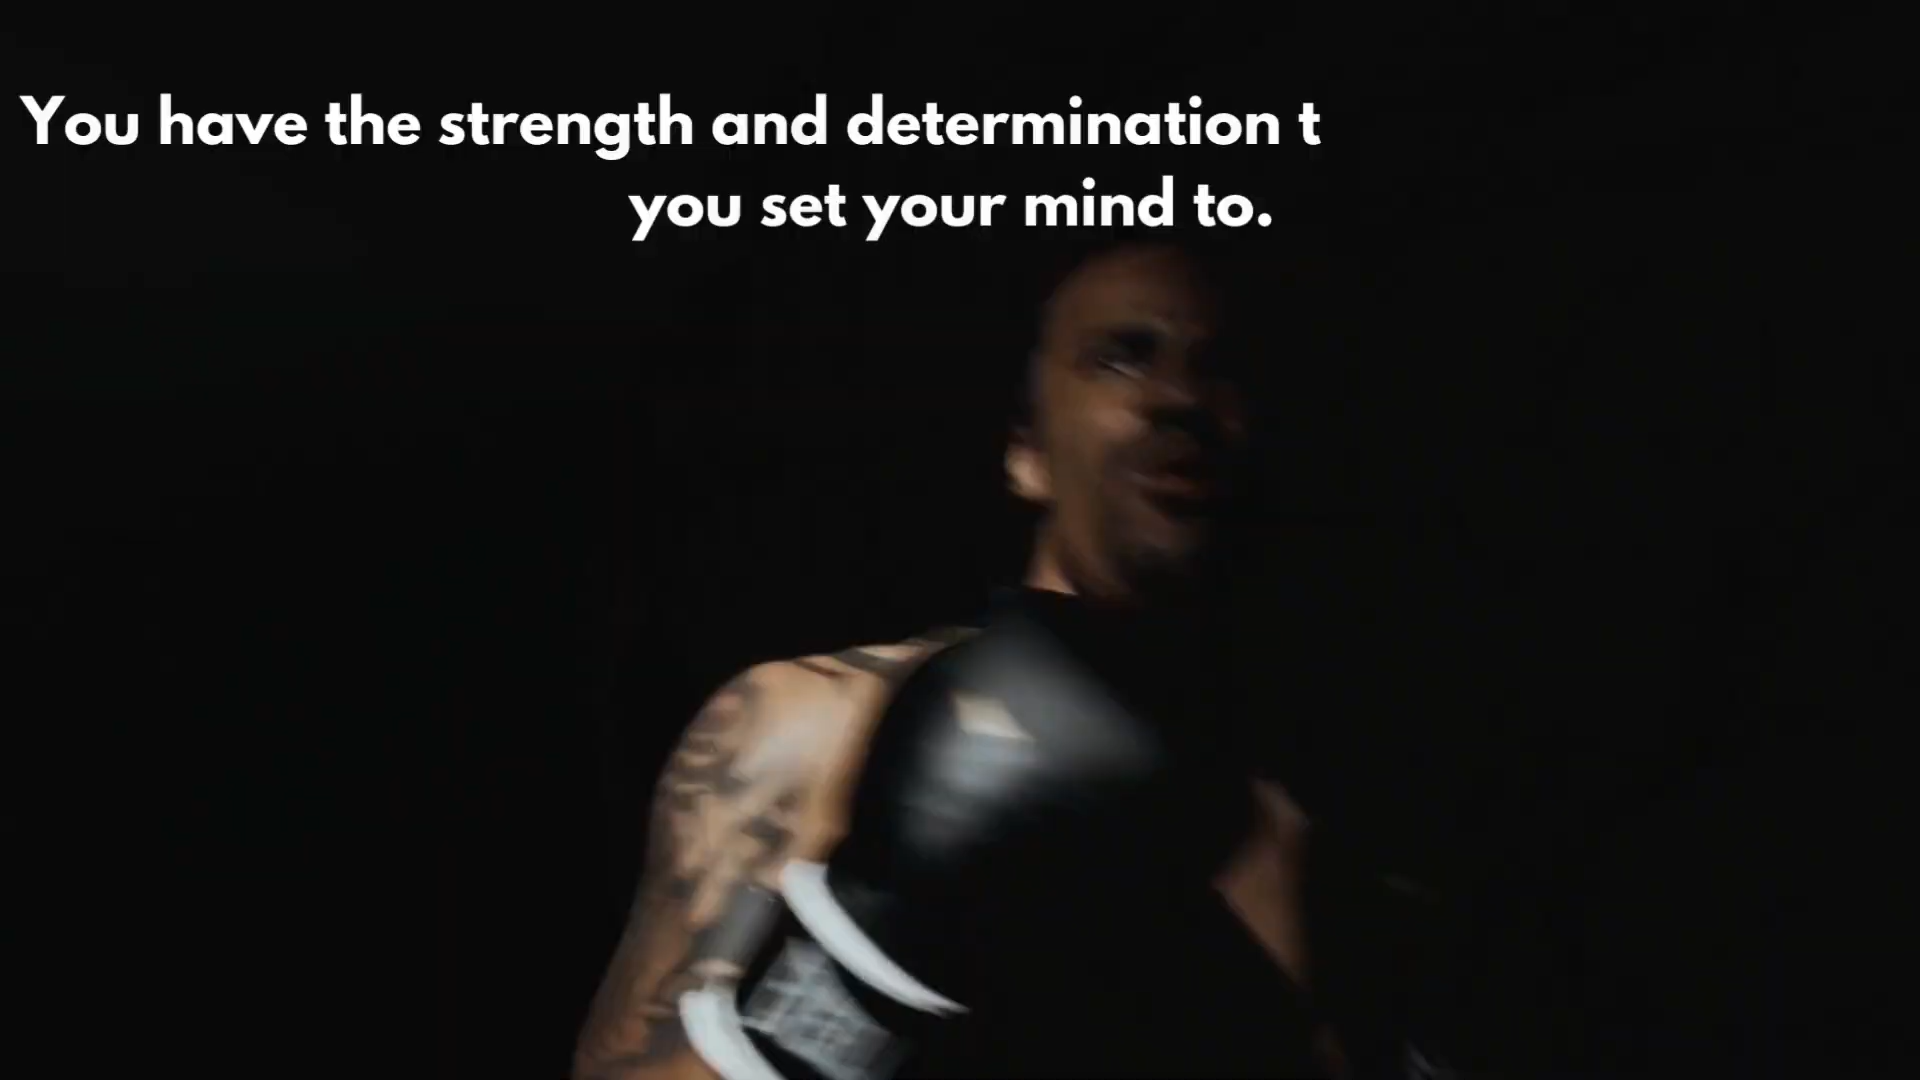 You have the strength and determination t
you set your mind to.